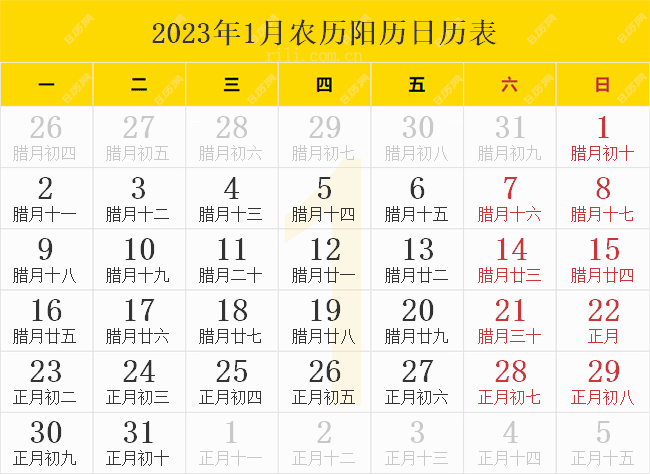 2023年1月农历阳历日历表
rili.com.cn
一 二 三 四 五 六 日
26 27 28 29 30 31 1
腊月初四 腊月初五 腊月初六 腊月初七 腊月初八 腊月初九 腊月初十
2 3 4 5 6 7 8
腊月十一 腊月十二 腊月十三 腊月十四 腊月十五 腊月十六 腊月十七
9 10 11 12 13 14 15
腊月十八 腊月十九 腊月二十 腊月廿一 腊月廿二 腊月廿三 腊月廿四
16 17 18 19 20 21 22
腊月廿五 腊月廿六 腊月廿七 腊月廿八 腊月廿九 腊月三十 正月
23 24 25 26 27 28 29
正月初二 正月初三 正月初四 正月初五 正月初六 正月初七 正月初八
30 31 1 2 3 4 5
正月初九 正月初十 正月十一 正月十二 正月十三 正月十四 正月十五
1